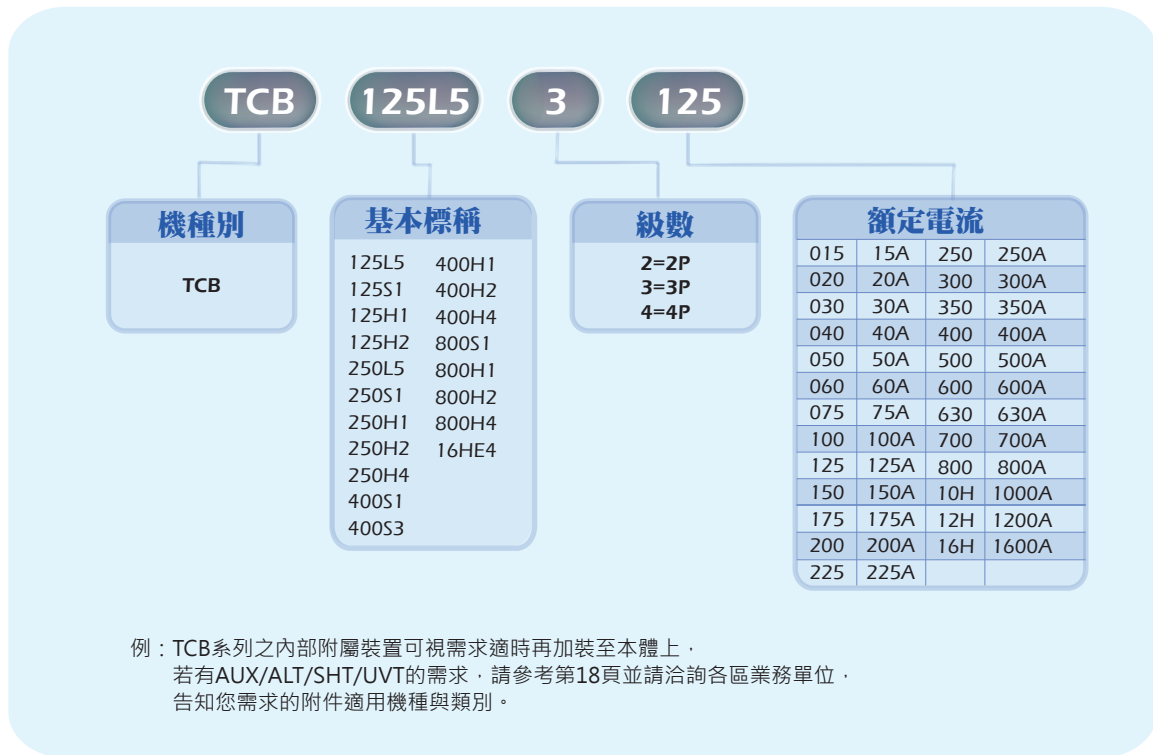 TCB 125L5 3 125
機種別
TCB
基本標稱
125L5 400H1
125S1 400H2
125H1 400H4
125H2 800S1
250L5 800H1
250S1 800H2
250H1 800H4
250H2 16HE4
250H4
400S1
400S3
級數
2=2P
3=3P
4=4P
額定電流
015 15A 250 250A
020 20A 300 300A
030 30A 350 350A
040 40A 400 400A
050 50A 500 500A
060 60A 600 600A
075 75A 630 630A
100 100A 700 700A
125 125A 800 800A
150 150A 10H 1000A
175 175A 12H 1200A
200 200A 16H 1600A
225 225A
例：TCB系列之內部附屬裝置可視需求適時再加裝至本體上，
若有AUX/ALT/SHT/UVT的需求，請參考第18頁並請洽詢各區業務單位，
告知您需求的附件適用機種與類別。